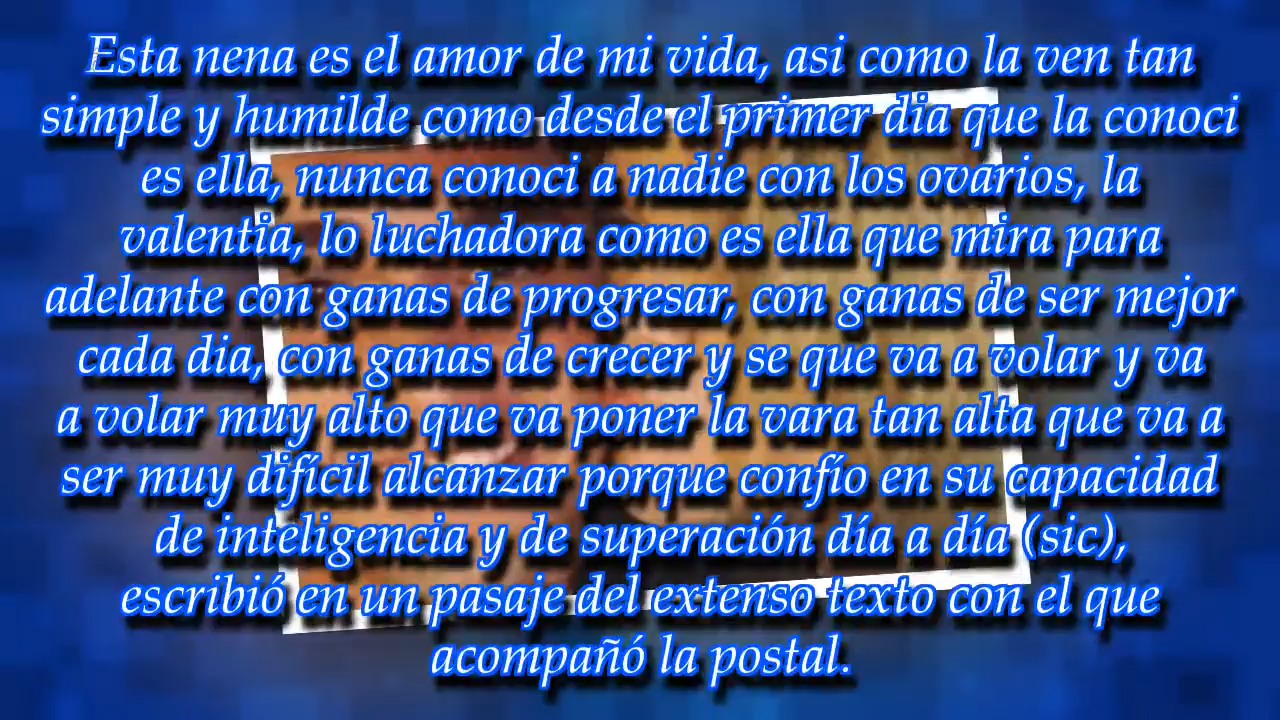 Esta nena es el amor de mi vida, asi como la ven tan
simple y humilde como desde el primer dia que la conoci
es ella, nunca conoci a nadie con los ovarios, la
valentia, lo luchadora como es ella que mira para
adelante con ganas de progresar, con ganas de ser mejor
cada dia, con ganas de crecer y se que va a volar y va
a volar muy alto que va poner la vara tan alta que va a
ser muy difícil alcanzar porque confío en su capacidad
de inteligencia y de superación día a día (sic),
escribió en un pasaje del extenso texto con el que
acompañó la postal.